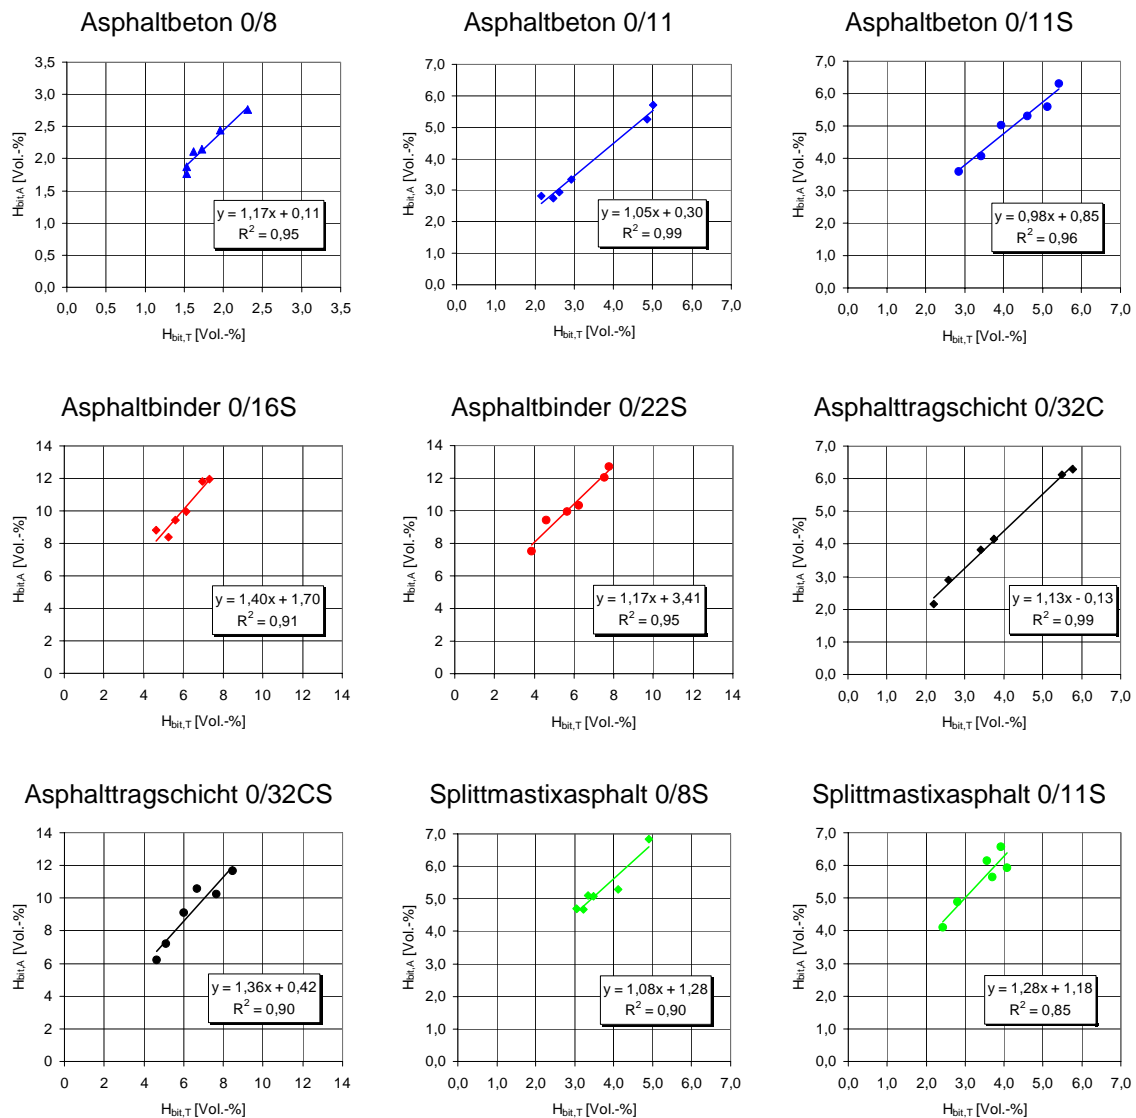 Asphaltbeton 0/8
Asphaltbeton 0/11
Asphaltbeton 0/11S
3,5
3,0
2,5
2,0
1,5
1,0
0,5
0,0
H_bit,A [Vol.-%]
y = 1,17x + 0,11
R² = 0,95
0,0 0,5 1,0 1,5 2,0 2,5 3,0 3,5
H_bit,T [Vol.-%]
7,0
6,0
5,0
4,0
3,0
2,0
1,0
0,0
H_bit,A [Vol.-%]
y = 1,05x + 0,30
R² = 0,99
0,0 1,0 2,0 3,0 4,0 5,0 6,0 7,0
H_bit,T [Vol.-%]
7,0
6,0
5,0
4,0
3,0
2,0
1,0
0,0
H_bit,A [Vol.-%]
y = 0,98x + 0,85
R² = 0,96
0,0 1,0 2,0 3,0 4,0 5,0 6,0 7,0
H_bit,T [Vol.-%]
Asphaltbinder 0/16S
Asphaltbinder 0/22S
Asphalttragschicht 0/32C
14
12
10
8
6
4
2
0
H_bit,A [Vol.-%]
y = 1,40x + 1,70
R² = 0,91
0 2 4 6 8 10 12 14
H_bit,T [Vol.-%]
14
12
10
8
6
4
2
0
H_bit,A [Vol.-%]
y = 1,17x + 3,41
R² = 0,95
0 2 4 6 8 10 12 14
H_bit,T [Vol.-%]
7,0
6,0
5,0
4,0
3,0
2,0
1,0
0,0
H_bit,A [Vol.-%]
y = 1,13x - 0,13
R² = 0,99
0,0 1,0 2,0 3,0 4,0 5,0 6,0 7,0
H_bit,T [Vol.-%]
Asphalttragschicht 0/32CS
Splittmastixasphalt 0/8S
Splittmastixasphalt 0/11S
14
12
10
8
6
4
2
0
H_bit,A [Vol.-%]
y = 1,36x + 0,42
R² = 0,90
0 2 4 6 8 10 12 14
H_bit,T [Vol.-%]
7,0
6,0
5,0
4,0
3,0
2,0
1,0
0,0
H_bit,A [Vol.-%]
y = 1,08x + 1,28
R² = 0,90
0,0 1,0 2,0 3,0 4,0 5,0 6,0 7,0
H_bit,T [Vol.-%]
7,0
6,0
5,0
4,0
3,0
2,0
1,0
0,0
H_bit,A [Vol.-%]
y = 1,28x + 1,18
R² = 0,85
0,0 1,0 2,0 3,0 4,0 5,0 6,0 7,0
H_bit,T [Vol.-%]